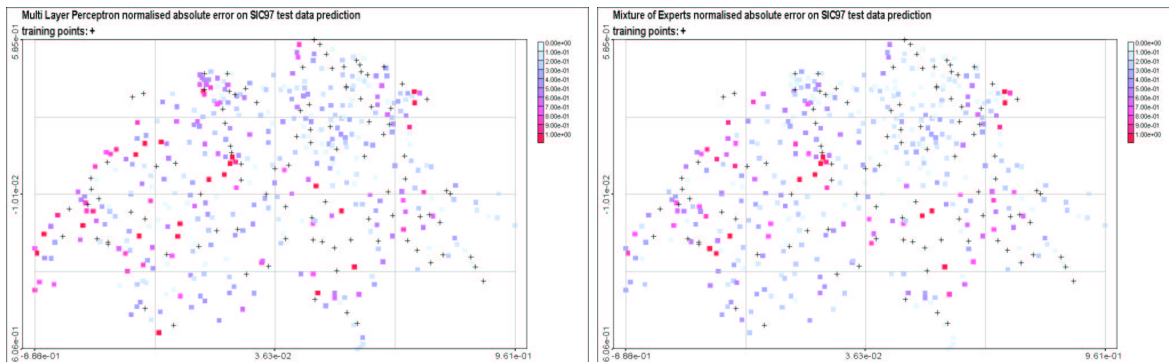 Multi Layer Perceptron normalised absolute error on SIC97 test data prediction
training points: +
5.85e-01
-1.01e-02
-6.06e-01
-8.88e-01
3.63e-02
9.61e-01
0.00e+00
1.00e-01
2.00e-01
3.00e-01
4.00e-01
5.00e-01
6.00e-01
7.00e-01
8.00e-01
9.00e-01
1.00e+00
Mixture of Experts normalised absolute error on SIC97 test data prediction
training points: +
5.85e-01
-1.01e-02
-6.06e-01
-8.88e-01
3.63e-02
9.61e-01
0.00e+00
1.00e-01
2.00e-01
3.00e-01
4.00e-01
5.00e-01
6.00e-01
7.00e-01
8.00e-01
9.00e-01
1.00e+00